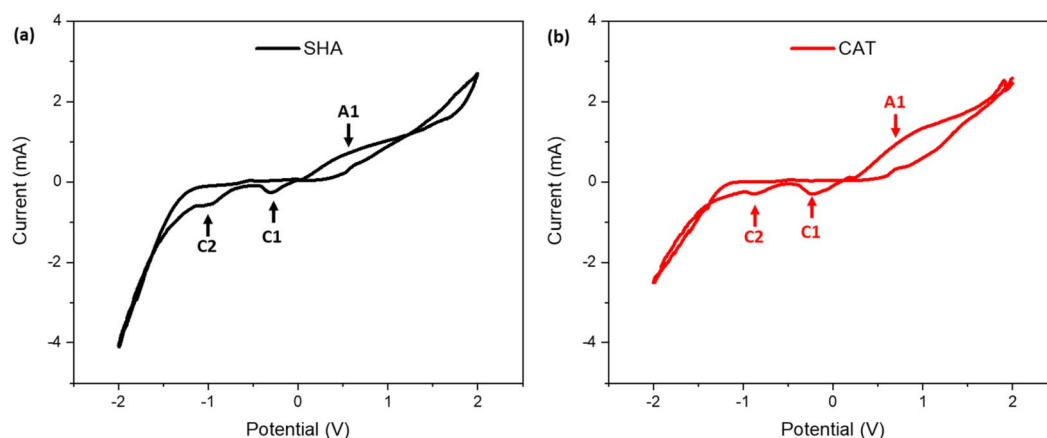 (a)
SHA
A1
C2
C1
4
2
0
-2
-4
Current (mA)
-2
-1
0
1
2
Potential (V)
(b)
CAT
A1
C2
C1
4
2
0
-2
-4
Current (mA)
-2
-1
0
1
2
Potential (V)